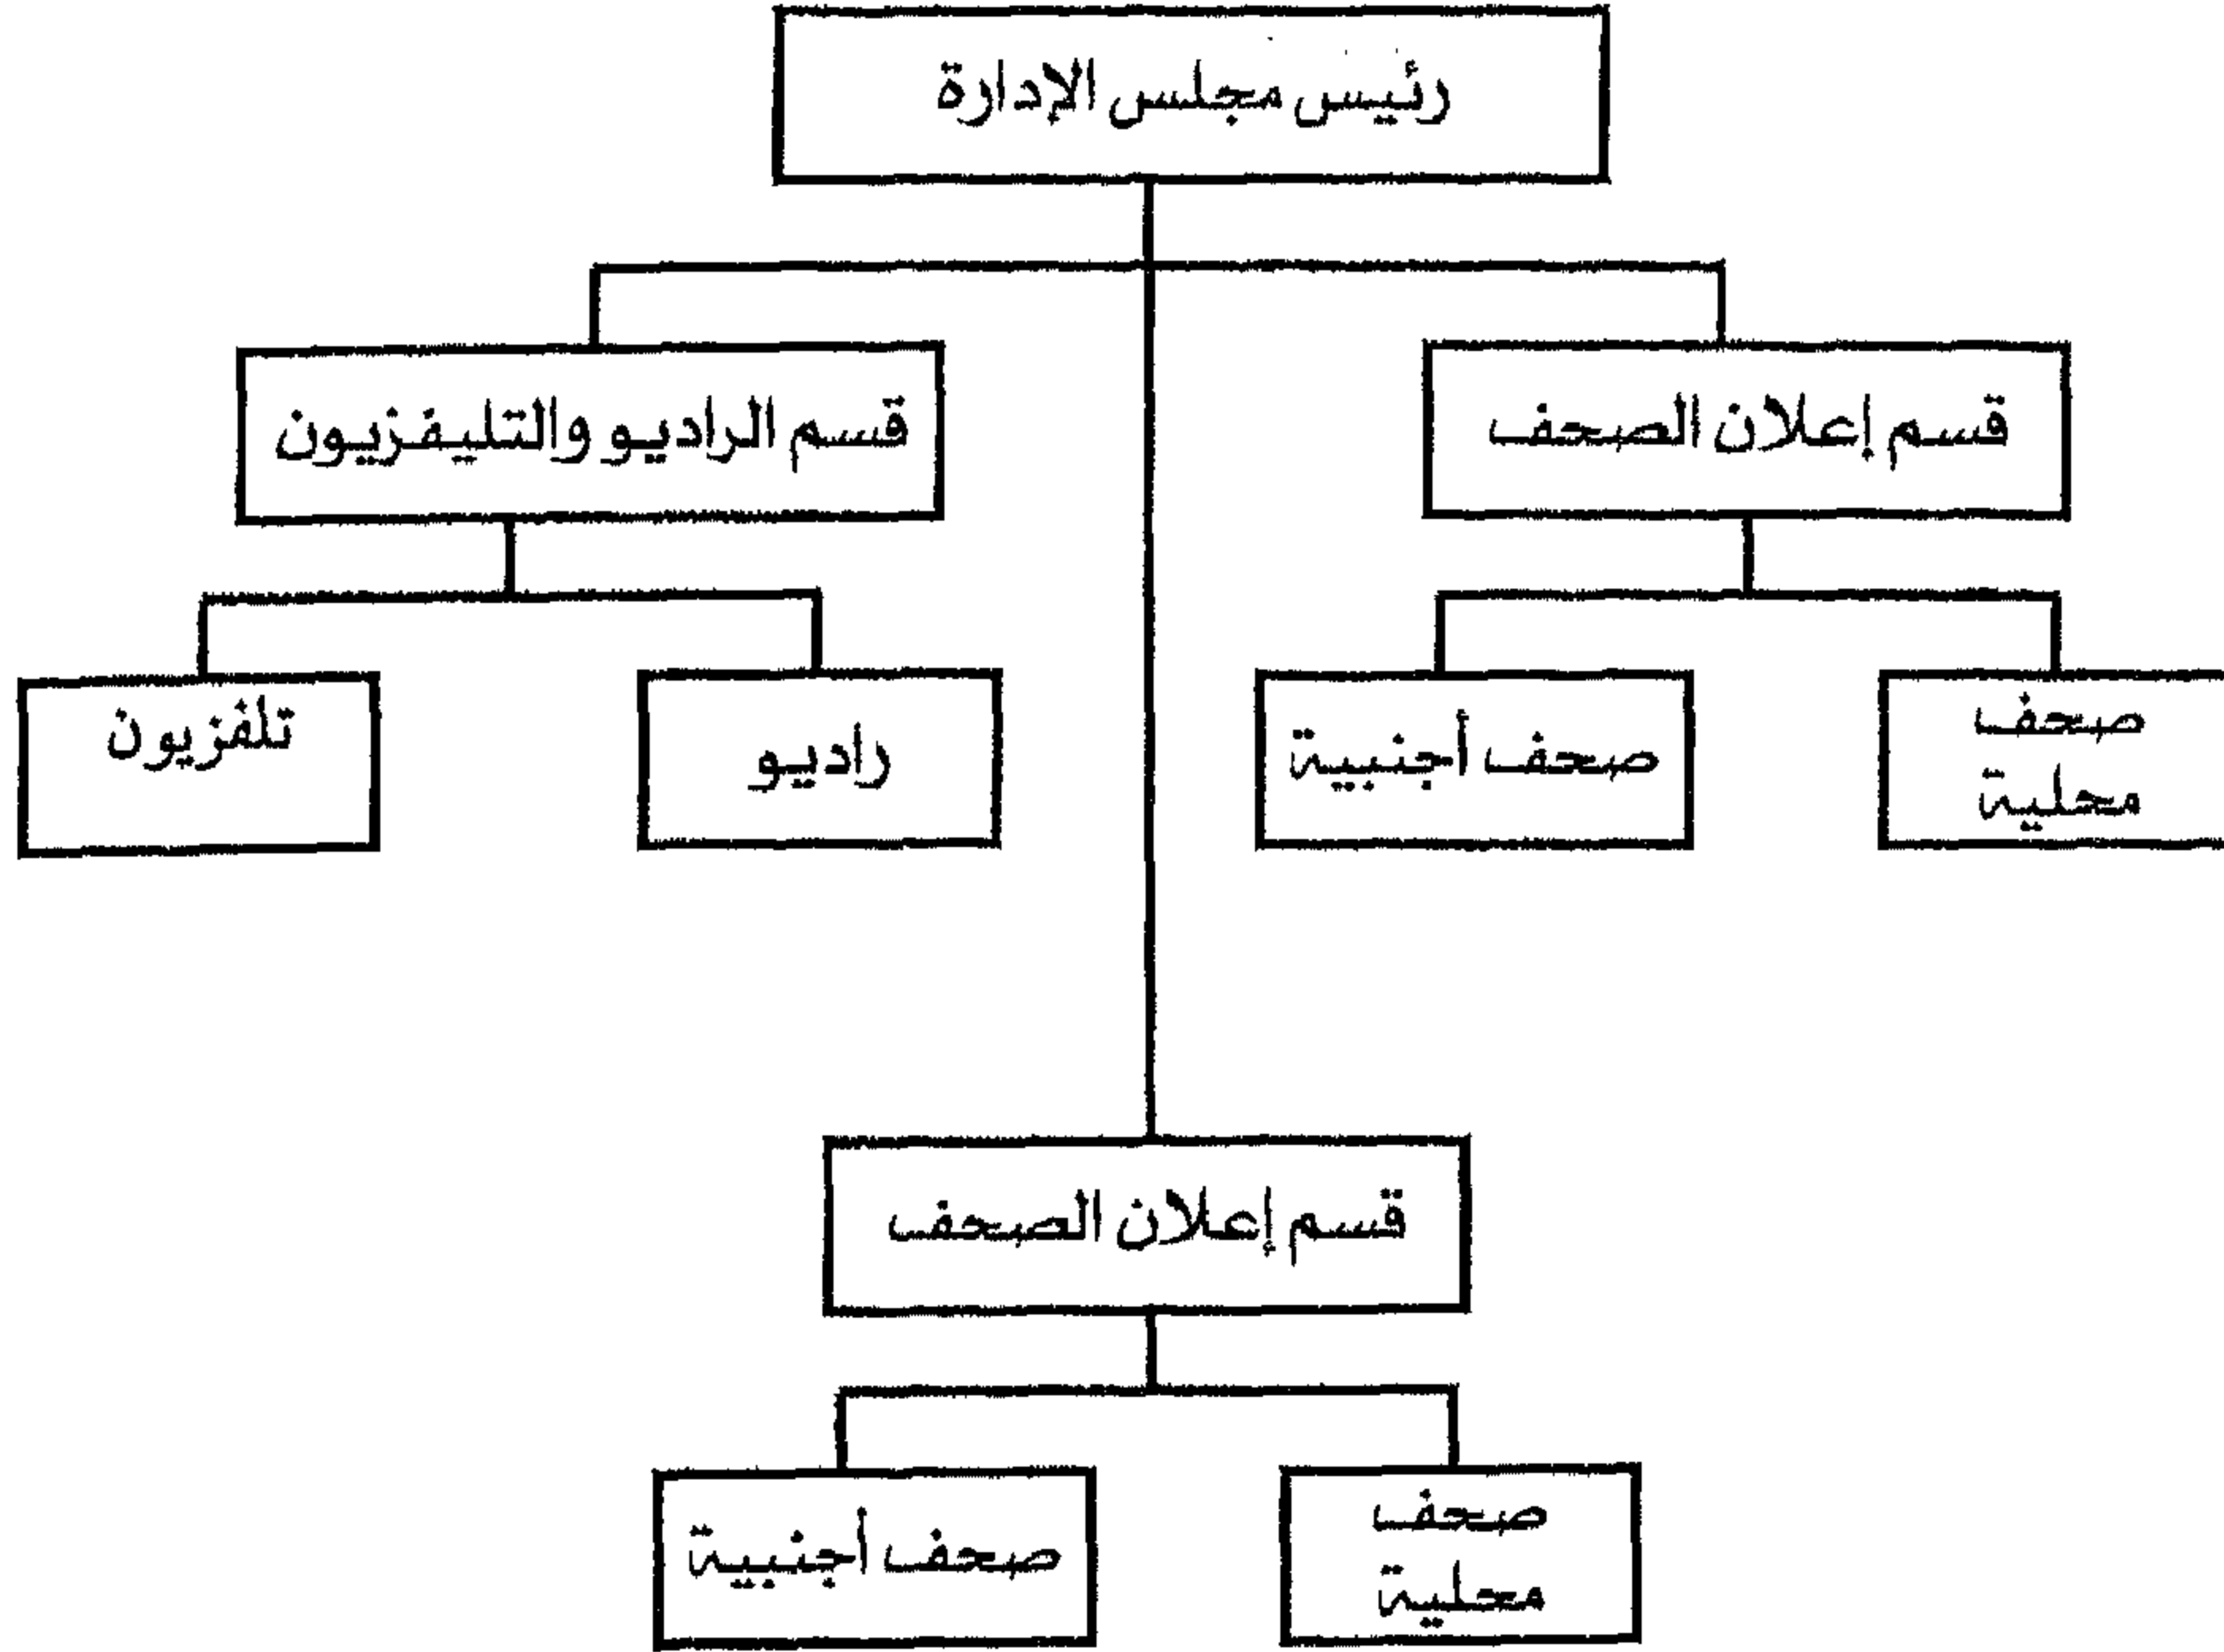 رئيس مجلس الإدارة
قسم إعلان الصحف
قسم الراديو والتليفزيون
صحف
محلية
صحف أجنبية
راديو
تلفزيون
قسم إعلان الصحف
صحف
محلية
صحف أجنبية